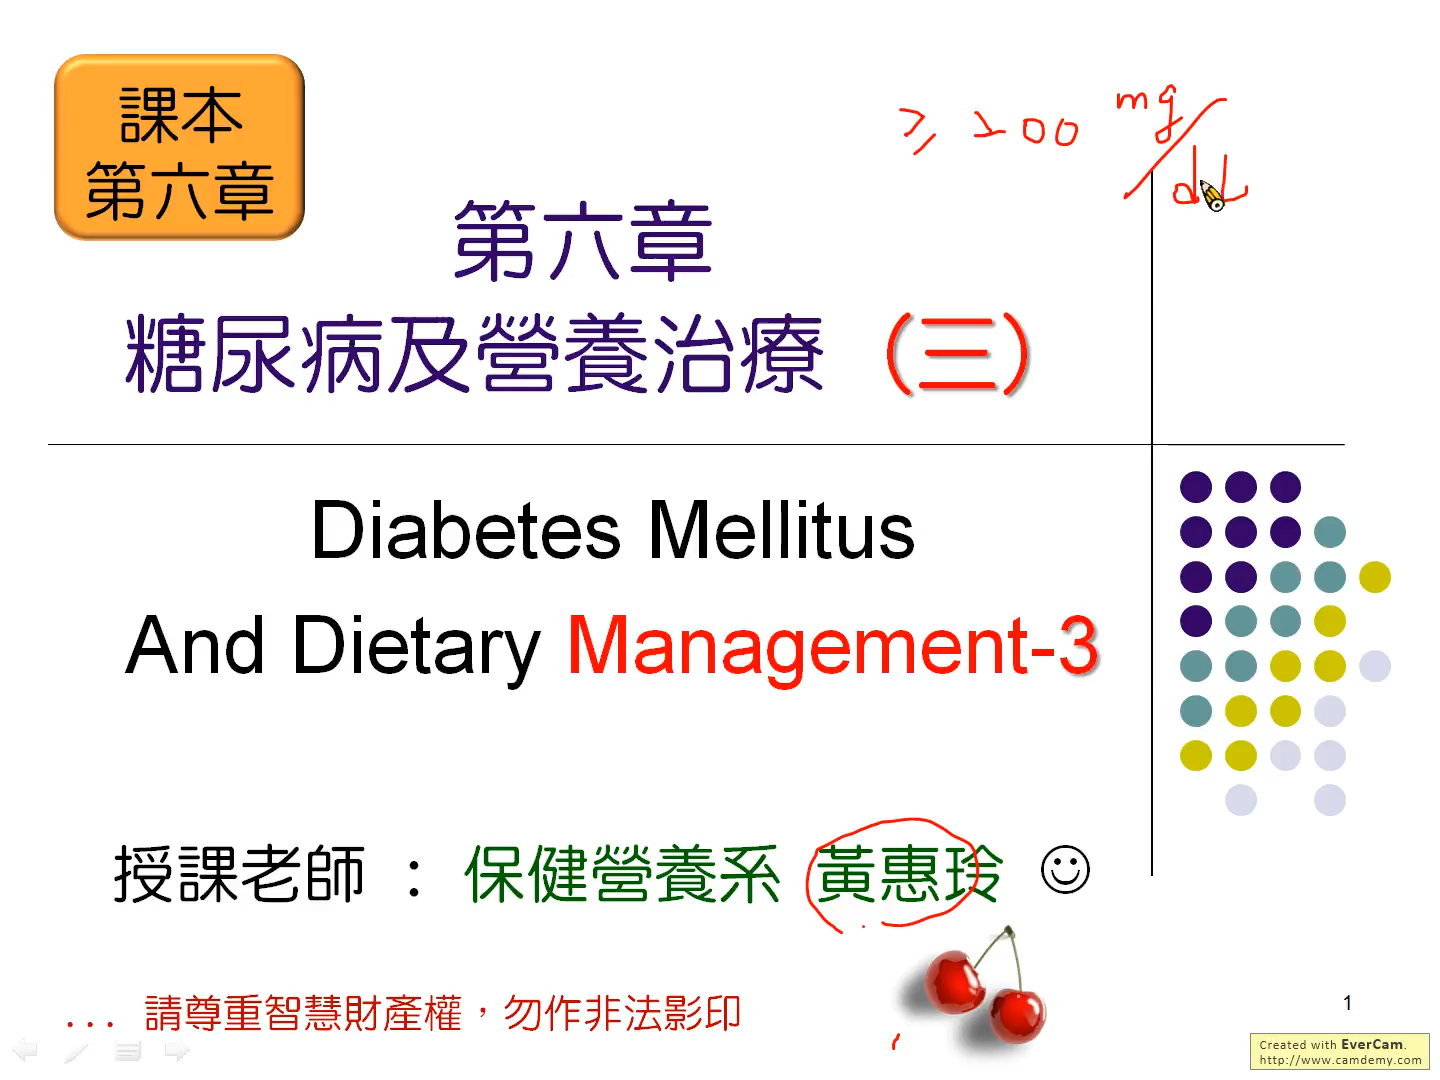 課本
第六章
≥ 200 mg/dL
第六章
糖尿病及營養治療 (三)
Diabetes Mellitus
And Dietary Management-3
授課老師 : 保健營養系 黃惠玲 ☺
... 請尊重智慧財產權，勿作非法影印
1
Created with EverCam.
http://www.camdemy.com